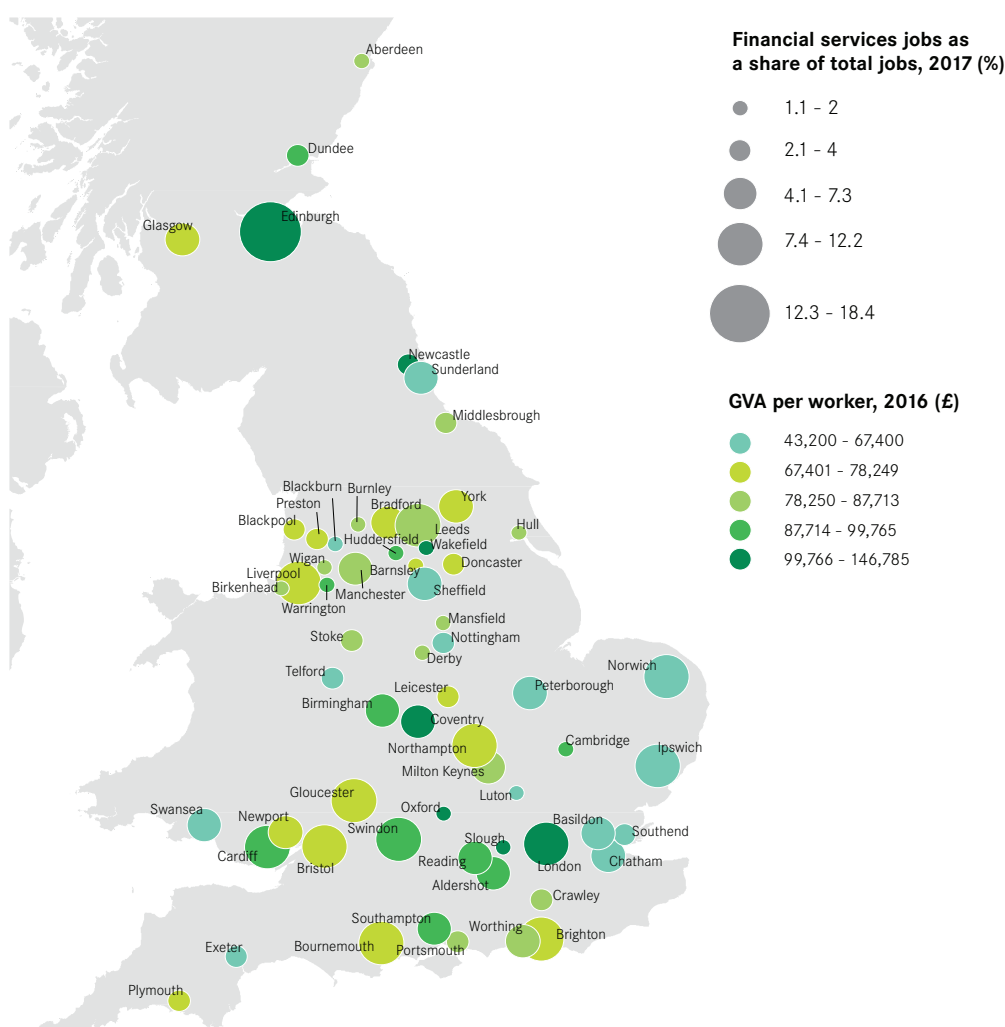 Financial services jobs as
a share of total jobs, 2017 (%)
1.1 - 2
2.1 - 4
4.1 - 7.3
7.4 - 12.2
12.3 - 18.4
GVA per worker, 2016 (£)
43,200 - 67,400
67,401 - 78,249
78,250 - 87,713
87,714 - 99,765
99,766 - 146,785
Aberdeen
Dundee
Edinburgh
Glasgow
Newcastle
Sunderland
Middlesbrough
Blackburn
Burnley
Preston
Bradford
York
Blackpool
Leeds
Hull
Huddersfield
Wakefield
Wigan
Barnsley
Doncaster
Liverpool
Birkenhead
Manchester
Sheffield
Warrington
Mansfield
Stoke
Nottingham
Derby
Norwich
Telford
Leicester
Peterborough
Birmingham
Coventry
Northampton
Cambridge
Ipswich
Milton Keynes
Gloucester
Luton
Oxford
Swansea
Newport
Swindon
Basildon
Slough
Southend
Cardiff
Bristol
Reading
London
Chatham
Aldershot
Crawley
Southampton
Worthing
Brighton
Exeter
Bournemouth
Portsmouth
Plymouth